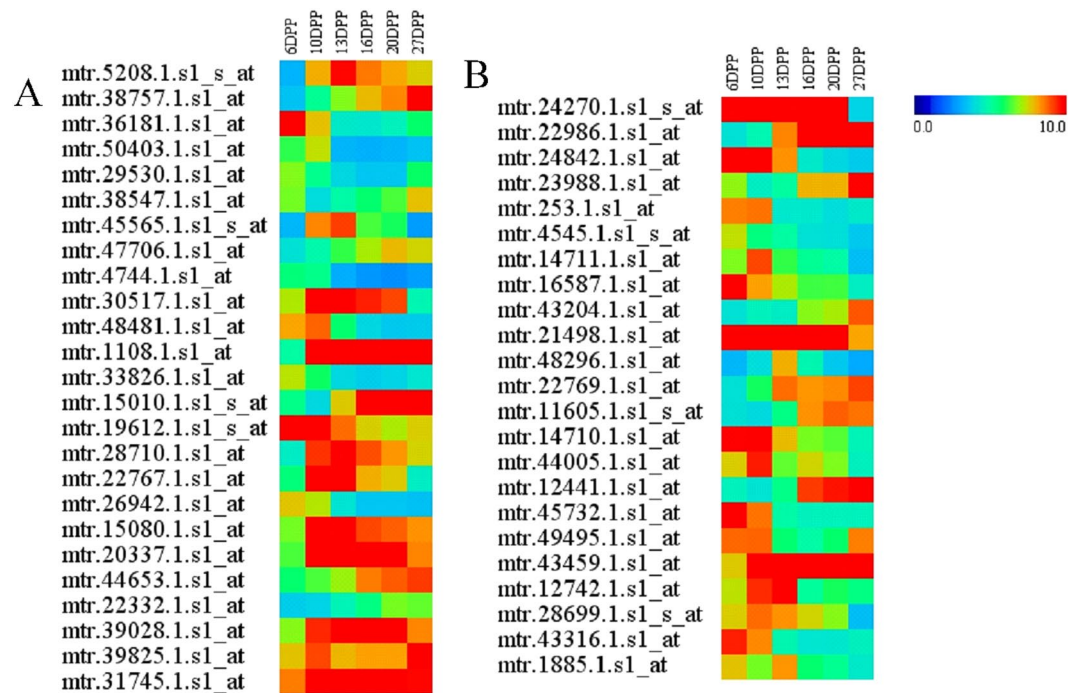 A
6DPP 10DPP 13DPP 16DPP 20DPP 27DPP
mtr.5208.1.s1_s_at
mtr.38757.1.s1_at
mtr.36181.1.s1_at
mtr.50403.1.s1_at
mtr.29530.1.s1_at
mtr.38547.1.s1_at
mtr.45565.1.s1_s_at
mtr.47706.1.s1_at
mtr.4744.1.s1_at
mtr.30517.1.s1_at
mtr.48481.1.s1_at
mtr.1108.1.s1_at
mtr.33826.1.s1_at
mtr.15010.1.s1_s_at
mtr.19612.1.s1_s_at
mtr.28710.1.s1_at
mtr.22767.1.s1_at
mtr.26942.1.s1_at
mtr.15080.1.s1_at
mtr.20337.1.s1_at
mtr.44653.1.s1_at
mtr.22332.1.s1_at
mtr.39028.1.s1_at
mtr.39825.1.s1_at
mtr.31745.1.s1_at
B
6DPP 10DPP 13DPP 16DPP 20DPP 27DPP
mtr.24270.1.s1_s_at
mtr.22986.1.s1_at
mtr.24842.1.s1_at
mtr.23988.1.s1_at
mtr.253.1.s1_at
mtr.4545.1.s1_s_at
mtr.14711.1.s1_at
mtr.16587.1.s1_at
mtr.43204.1.s1_at
mtr.21498.1.s1_at
mtr.48296.1.s1_at
mtr.22769.1.s1_at
mtr.11605.1.s1_s_at
mtr.14710.1.s1_at
mtr.44005.1.s1_at
mtr.12441.1.s1_at
mtr.45732.1.s1_at
mtr.49495.1.s1_at
mtr.43459.1.s1_at
mtr.12742.1.s1_at
mtr.28699.1.s1_s_at
mtr.43316.1.s1_at
mtr.1885.1.s1_at
0.0 10.0